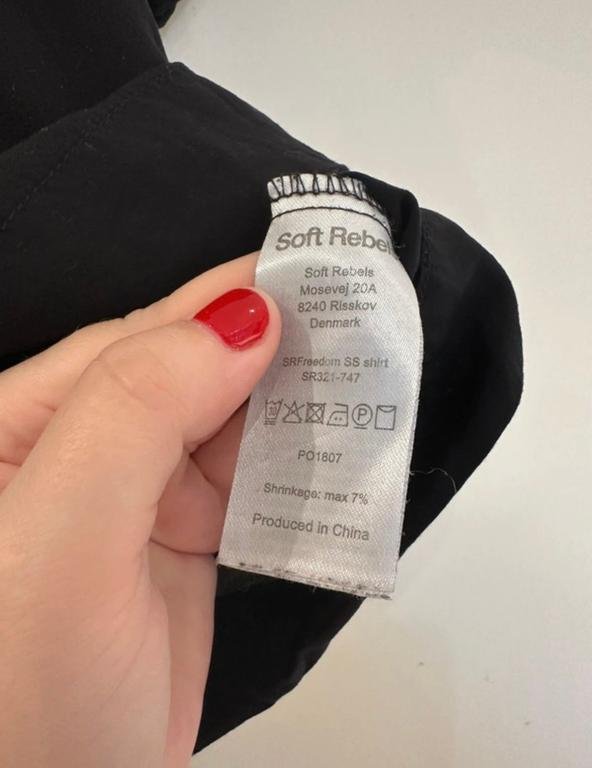 Soft Rebels
Soft Rebels
Mosevej 20A
8240 Risskov
Denmark
SRFreedom SS shirt
SR321-747
30
P
PO1807
Shrinkage: max 7%
Produced in China